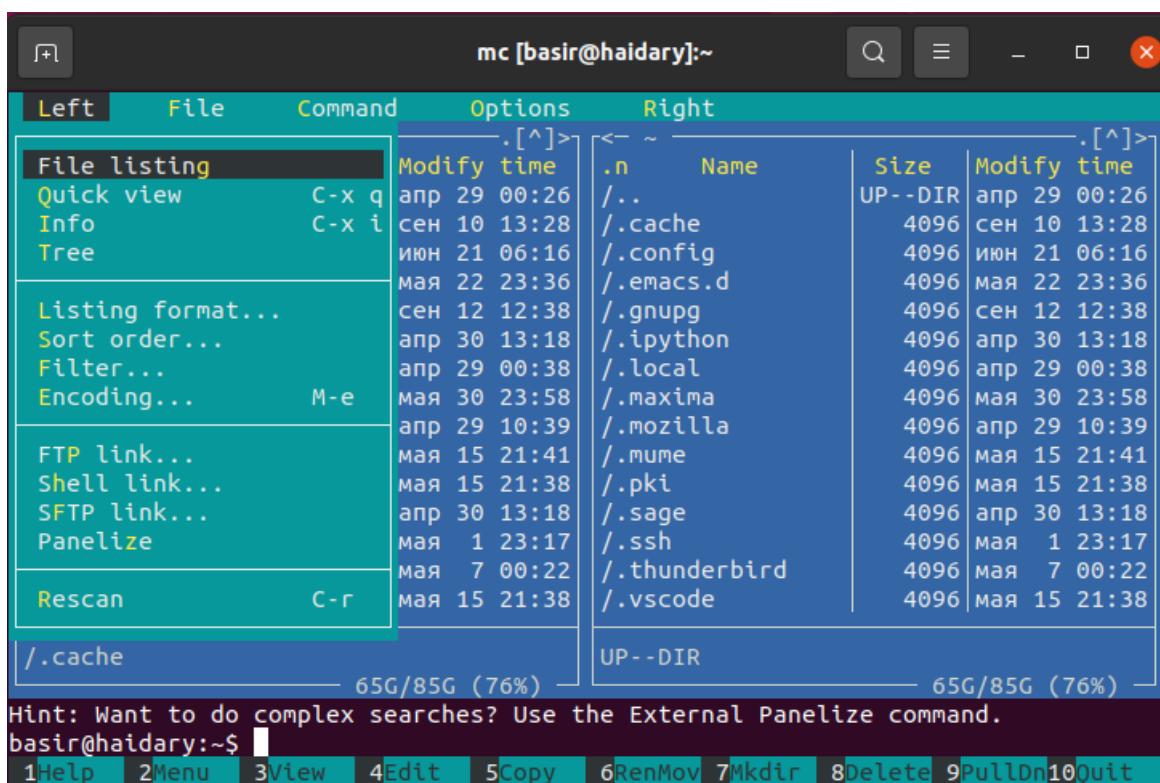 mc [basir@haidary]:~
Left File Command Options Right
.[^]>
<— ~ .[^]>
File listing Modify time .n Name Size Modify time
Quick view C-x q апр 29 00:26 /.. UP--DIR апр 29 00:26
Info C-x i сен 10 13:28 /.cache 4096 сен 10 13:28
Tree июн 21 06:16 /.config 4096 июн 21 06:16
мая 22 23:36 /.emacs.d 4096 мая 22 23:36
Listing format... сен 12 12:38 /.gnupg 4096 сен 12 12:38
Sort order... апр 30 13:18 /.ipython 4096 апр 30 13:18
Filter... апр 29 00:38 /.local 4096 апр 29 00:38
Encoding... M-e мая 30 23:58 /.maxima 4096 мая 30 23:58
апр 29 10:39 /.mozilla 4096 апр 29 10:39
FTP link... мая 15 21:41 /.mume 4096 мая 15 21:41
Shell link... мая 15 21:38 /.pki 4096 мая 15 21:38
SFTP link... апр 30 13:18 /.sage 4096 апр 30 13:18
Panelize мая 1 23:17 /.ssh 4096 мая 1 23:17
мая 7 00:22 /.thunderbird 4096 мая 7 00:22
Rescan C-r мая 15 21:38 /.vscode 4096 мая 15 21:38
/.cache UP--DIR
65G/85G (76%) 65G/85G (76%)
Hint: Want to do complex searches? Use the External Panelize command.
basir@haidary:~$
1Help 2Menu 3View 4Edit 5Copy 6RenMov 7Mkdir 8Delete 9PullDn 10Quit